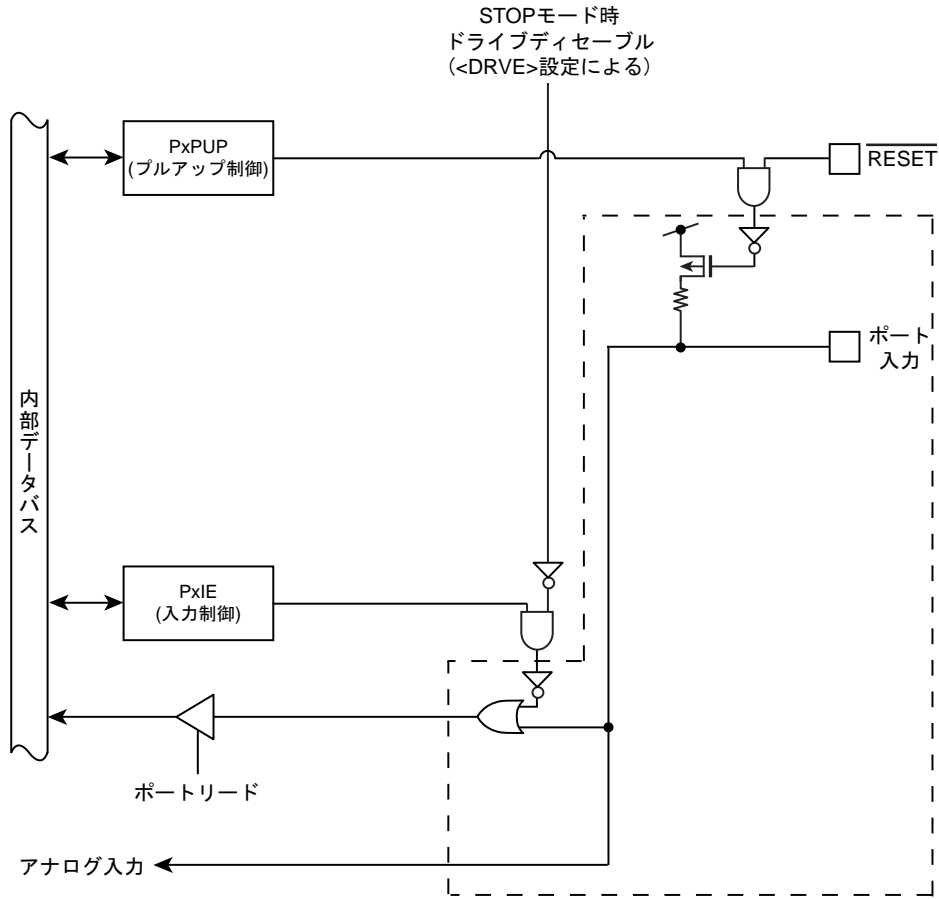 STOPモード時
ドライブディセーブル
(<DRVE>設定による)
PxPUP
(プルアップ制御)
RESET
ポート
入力
内部データバス
PxIE
(入力制御)
ポートリード
アナログ入力